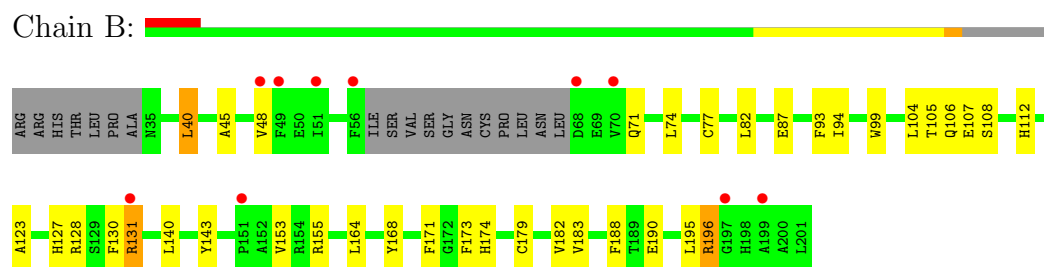 Chain B:
ARG ARG HIS THR LEU PRO ALA N35 L40 A45 V48 F49 E50 I51 F56 ILE SER VAL SER GLY ASN CYS PRO LEU ASN LEU D68 E69 V70 Q71 L74 C77 L82 E87 F93 I94 W99 L104 T105 Q106 E107 S108 H112
A123 H127 R128 S129 F130 R131 L140 Y143 P151 A152 V153 R154 R155 L164 Y168 F171 G172 F173 H174 C179 V182 V183 F188 T189 E190 L195 R196 G197 H198 A199 A200 L201